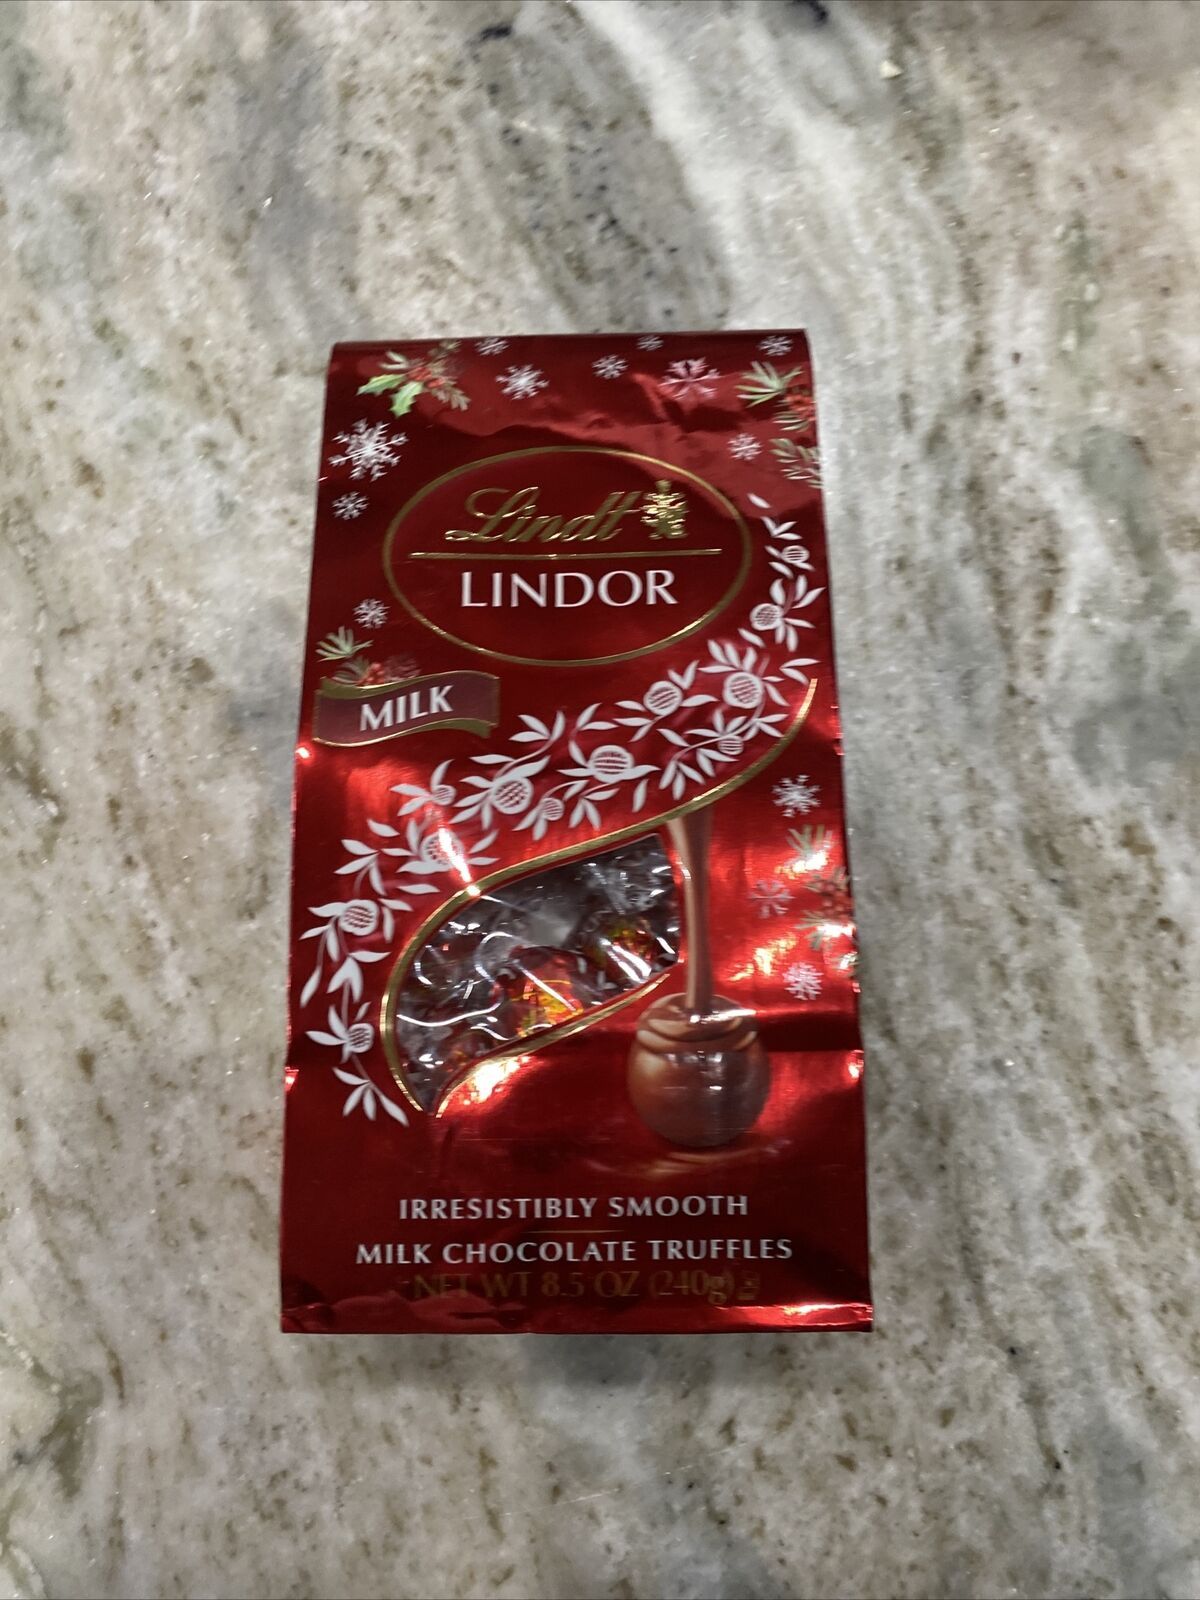 Lindt
LINDOR
MILK
IRRESISTIBLY SMOOTH
MILK CHOCOLATE TRUFFLES
NET WT 8.5 OZ (240g)